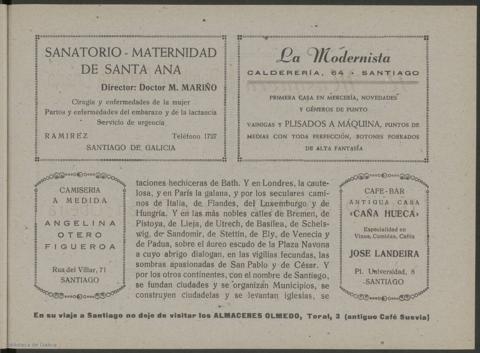 SANATORIO - MATERNIDAD
DE SANTA ANA
Director: Doctor M. MARIÑO
Cirugía y enfermedades de la mujer
Partos y enfermedades del embarazo y de la lactancia
Servicio de urgencia
RAMIREZ Teléfono 1727
SANTIAGO DE GALICIA
La Modernista
CALDERERÍA, 64 - SANTIAGO
PRIMERA CASA EN MERCERÍA, NOVEDADES
Y GÉNEROS DE PUNTO
VAINICAS Y PLISADOS A MÁQUINA, PUNTOS DE
MEDIAS CON TODA PERFECCIÓN, BOTONES FORRADOS
DE ALTA FANTASÍA
CAMISERIA
A MEDIDA
ANGELINA
OTERO
FIGUEROA
Rua del Villar, 71
SANTIAGO
taciones hechiceras de Bath. Y en Londres, la caute-
losa, y en París la galana, y por los seculares cami-
nos de Italia, de Flandes, del Luxemburgo y de
Hungría. Y en las más nobles calles de Bremen, de
Pistoya, de Lieja, de Utrech, de Basilea, de Schels-
wig, de Sandomir, de Stettin, de Ely, de Venecia y
de Padua, sobre el áureo escudo de la Plaza Navona
a cuyo abrigo dialogan, en las vigilias fecundas, las
sombras apasionadas de San Pablo y de César. Y
por los otros continentes, con el nombre de Santiago,
se fundan ciudades y se organizan Municipios, se
construyen ciudadelas y se levantan iglesias, se
CAFE-BAR
ANTIGUA CASA
«CAÑA HUECA»
Especialidad en
Vinos, Comidas, Cafés
JOSE LANDEIRA
Pl. Universidad, 8
SANTIAGO
En su viaje a Santiago no deje de visitar los ALMACENES OLMEDO, Toral, 3 (antiguo Café Suevia)
Biblioteca de Galicia